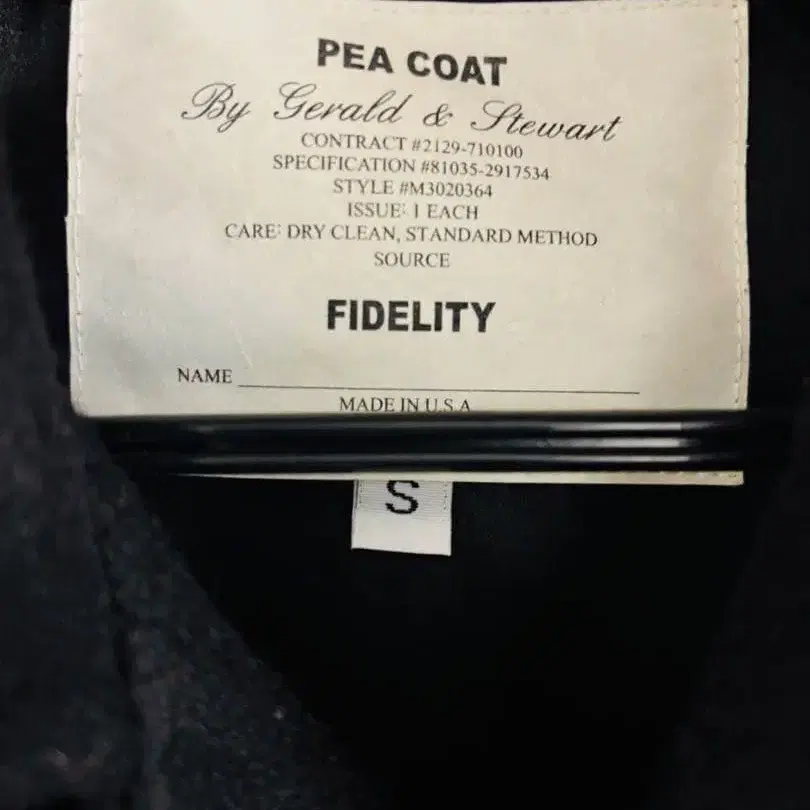 PEA COAT
By Gerald & Stewart
CONTRACT #2129-710100
SPECIFICATION #81035-2917534
STYLE #M3020364
ISSUE: 1 EACH
CARE: DRY CLEAN, STANDARD METHOD
SOURCE
FIDELITY
NAME
MADE IN U.S.A
S